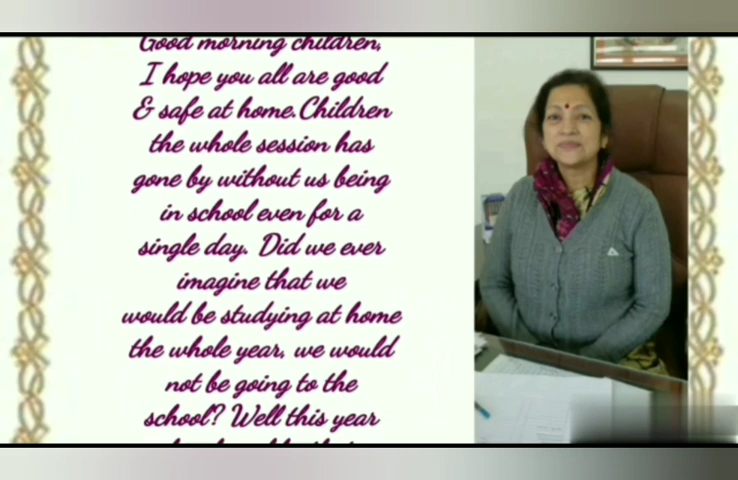 Good morning children,
I hope you all are good
& safe at home.Children
the whole session has
gone by without us being
in school even for a
single day. Did we ever
imagine that we
would be studying at home
the whole year, we would
not be going to the
school? Well this year